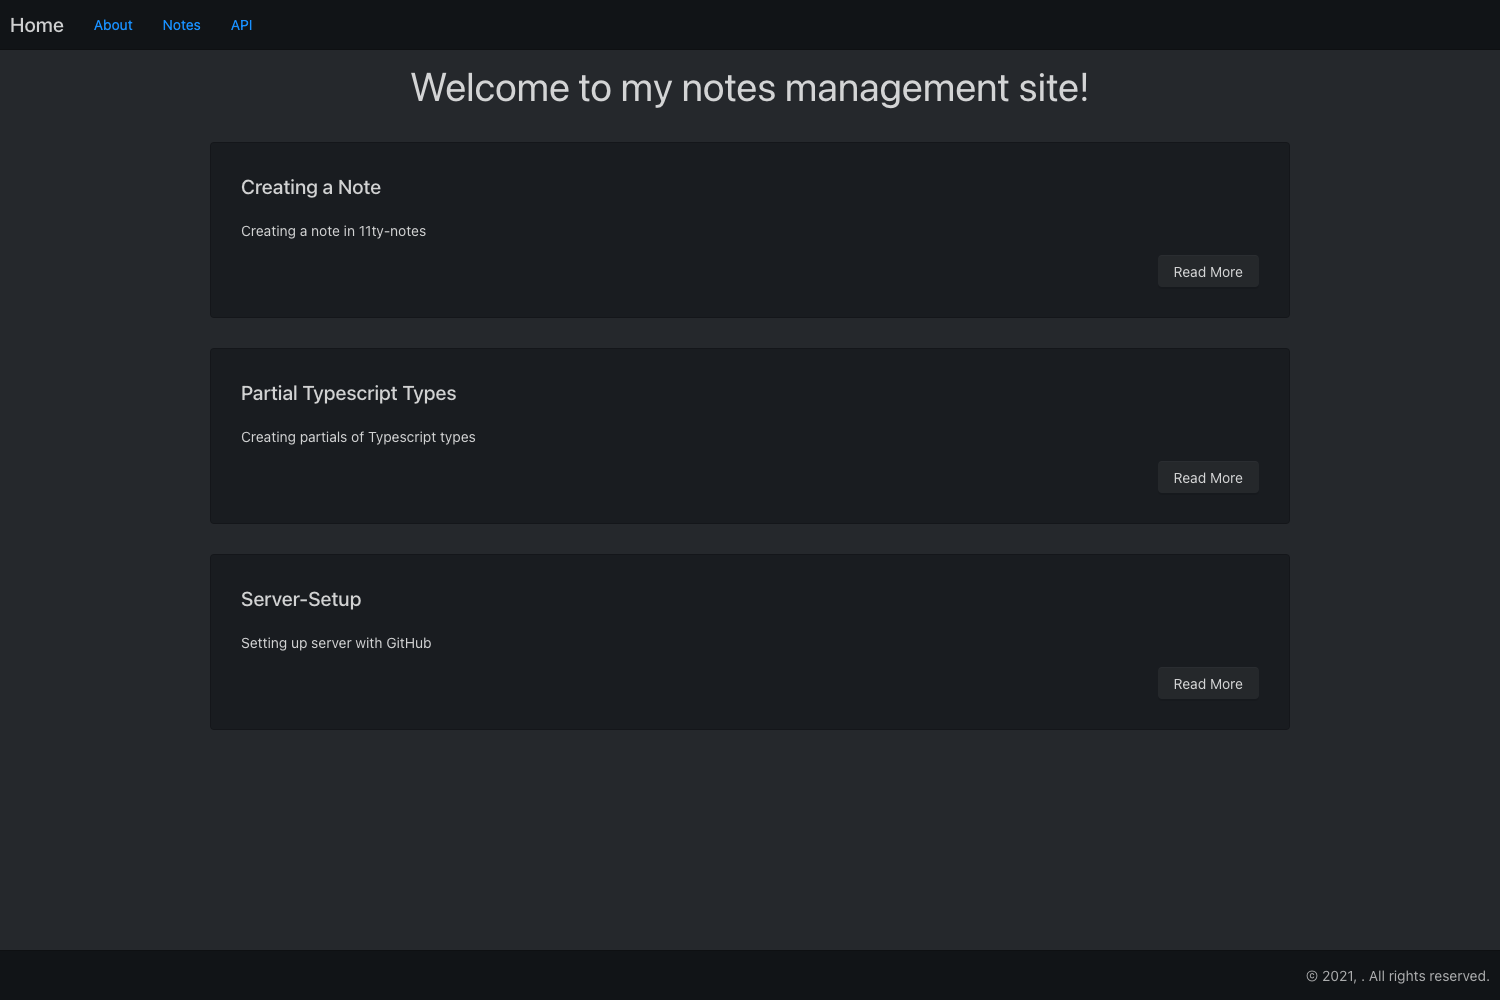 Home About Notes API
Welcome to my notes management site!
Creating a Note
Creating a note in 11ty-notes
Read More
Partial Typescript Types
Creating partials of Typescript types
Read More
Server-Setup
Setting up server with GitHub
Read More
© 2021, . All rights reserved.